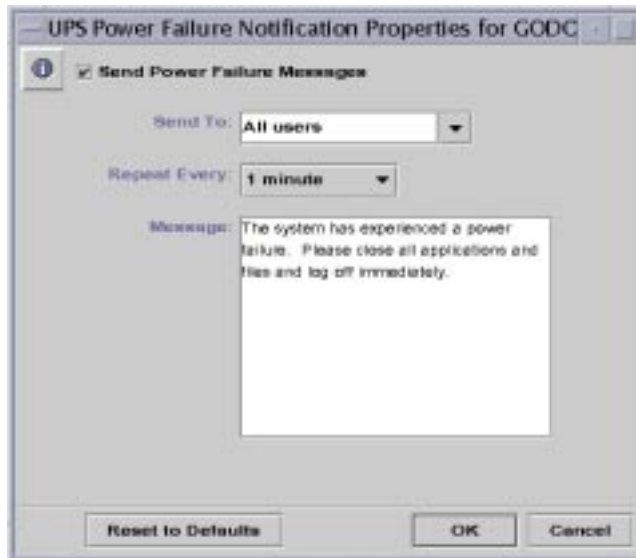 UPS Power Failure Notification Properties for GODC
Send Power Failure Messages
Send To: All users
Repeat Every: 1 minute
Message: The system has experienced a power
failure. Please close all applications and
files and log off immediately.
Reset to Defaults OK Cancel